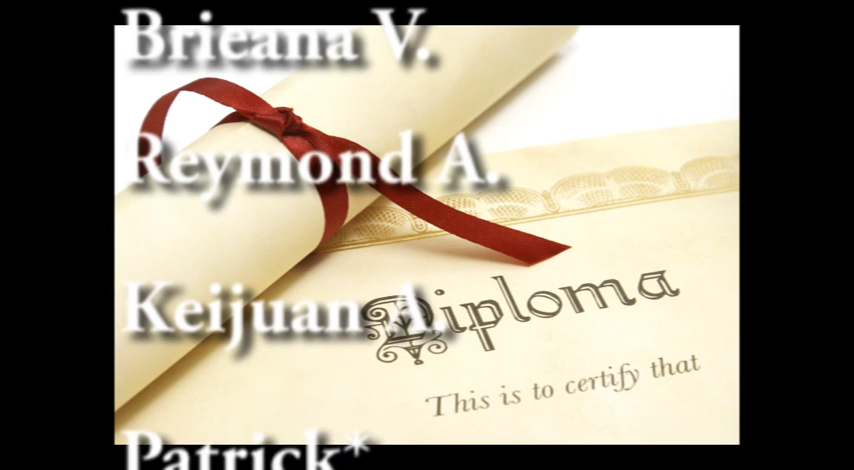 Brieana V.
Reymond A.
Keijuan A.
Diploma
This is to certify that
Patrick*